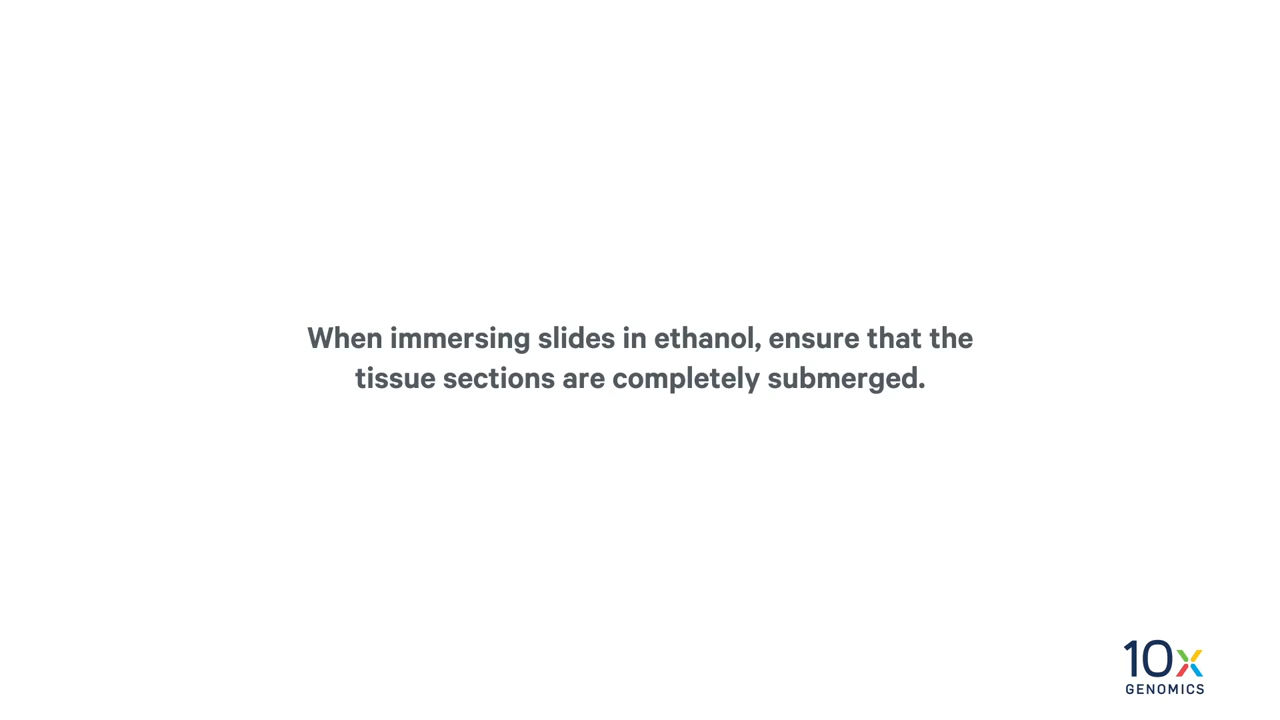 When immersing slides in ethanol, ensure that the
tissue sections are completely submerged.
10x
GENOMICS